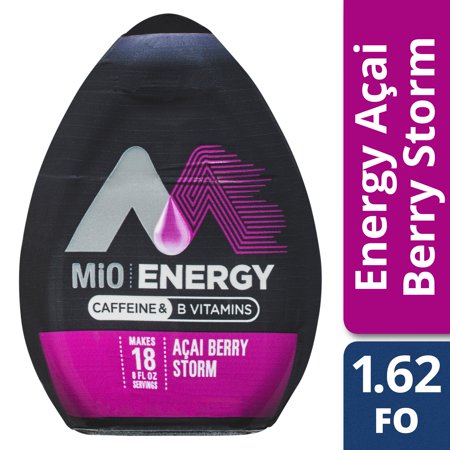 MiO ENERGY
CAFFEINE & B VITAMINS
MAKES
18
8 FL OZ
SERVINGS
AÇAI BERRY
STORM
Energy Açai
Berry Storm
1.62
FO